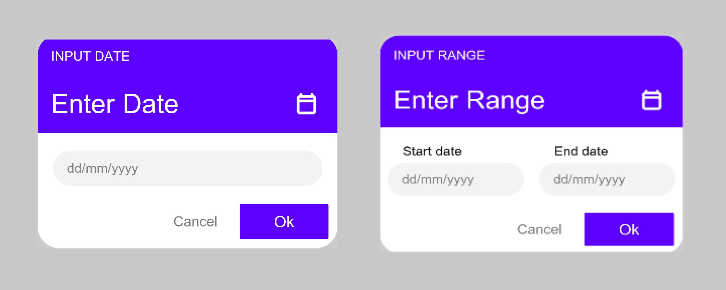 INPUT DATE
Enter Date
dd/mm/yyyy
Cancel Ok
INPUT RANGE
Enter Range
Start date End date
dd/mm/yyyy dd/mm/yyyy
Cancel Ok